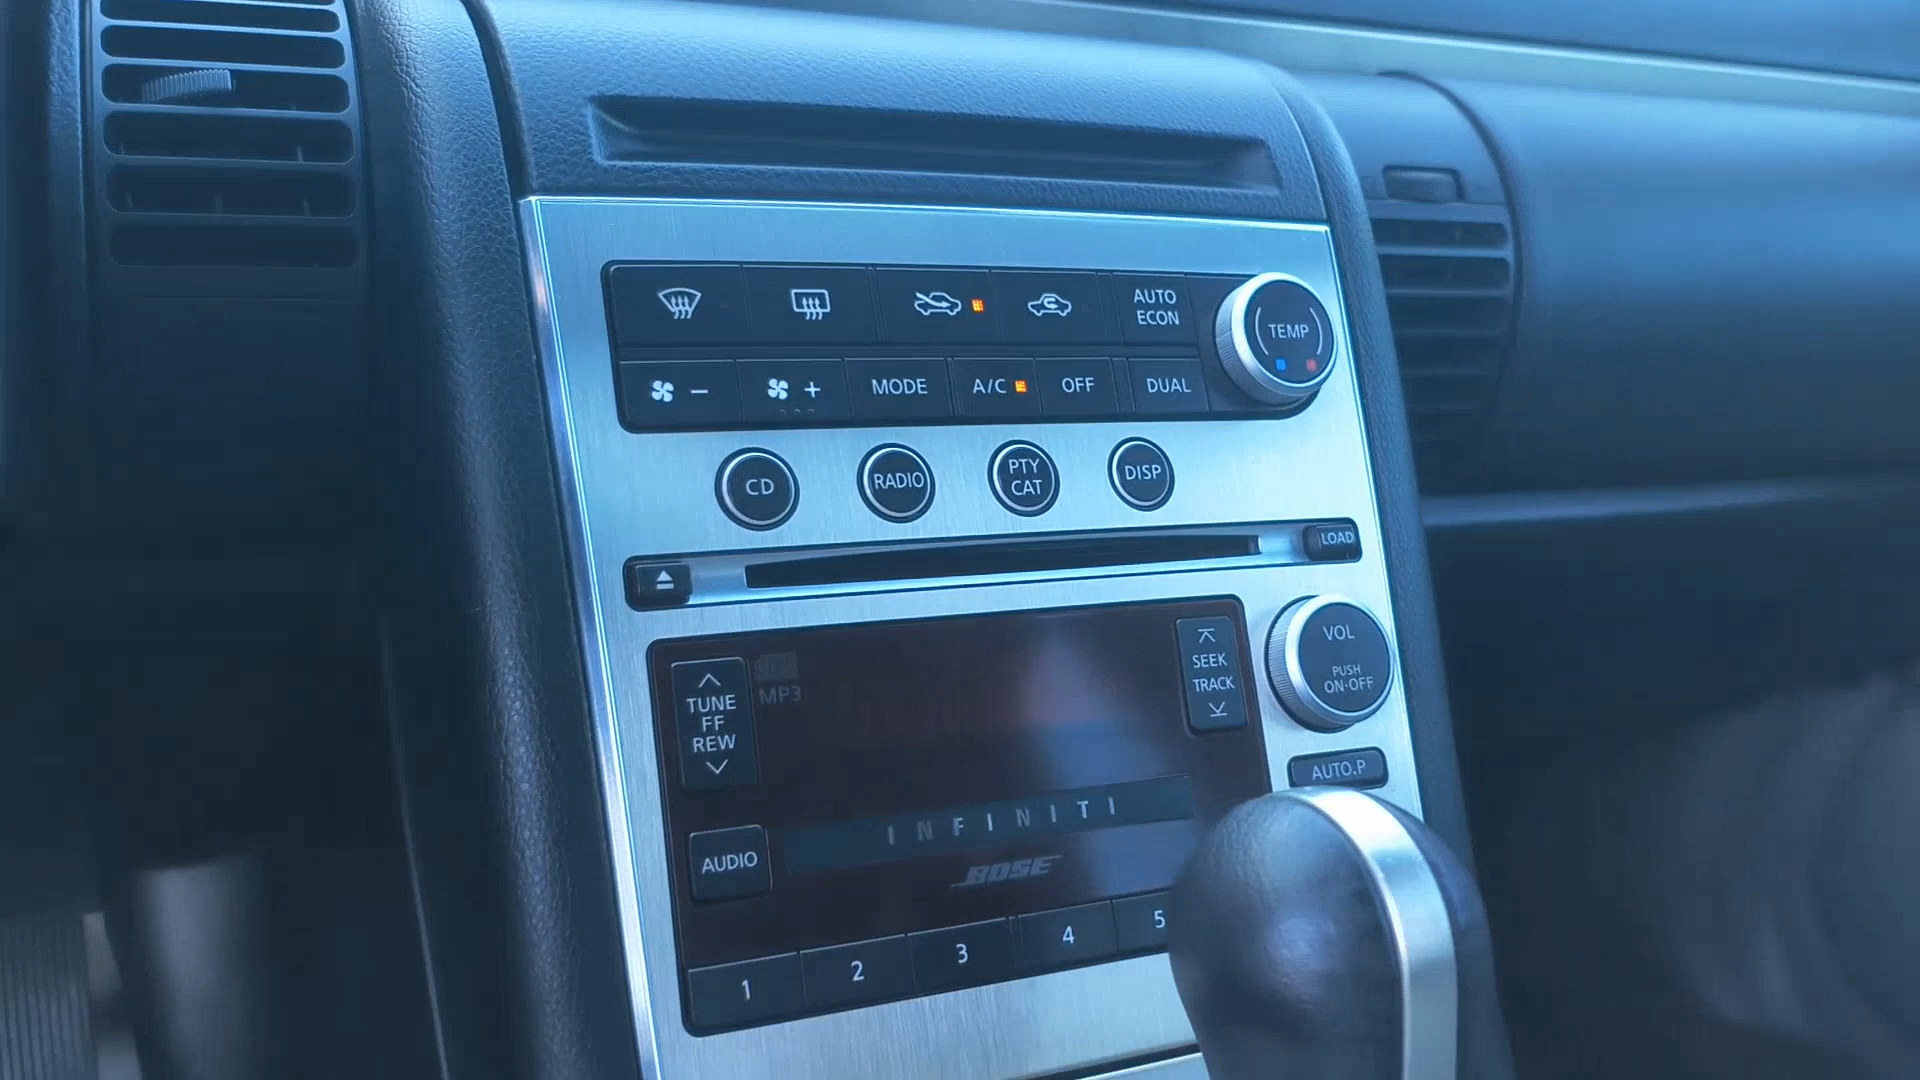 AUTO
ECON
TEMP
MODE
A/C
OFF
DUAL
CD
RADIO
PTY
CAT
DISP
LOAD
TUNE
FF
REW
MP3
SEEK
TRACK
VOL
PUSH
ON·OFF
AUTO.P
INFINITI
AUDIO
BOSE
1 2 3 4 5